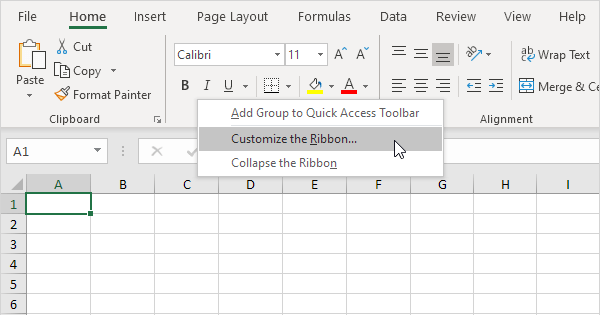 File Home Insert Page Layout Formulas Data Review View
Cut
Copy
Format Painter
Paste
Clipboard
Calibri 11 A A
B I U A
ab Wrap Text
Merge & Ce
Alignment
Add Group to Quick Access Toolbar
Customize the Ribbon...
Collapse the Ribbon
A1
A B C D E F G H I
1
2
3
4
5
6